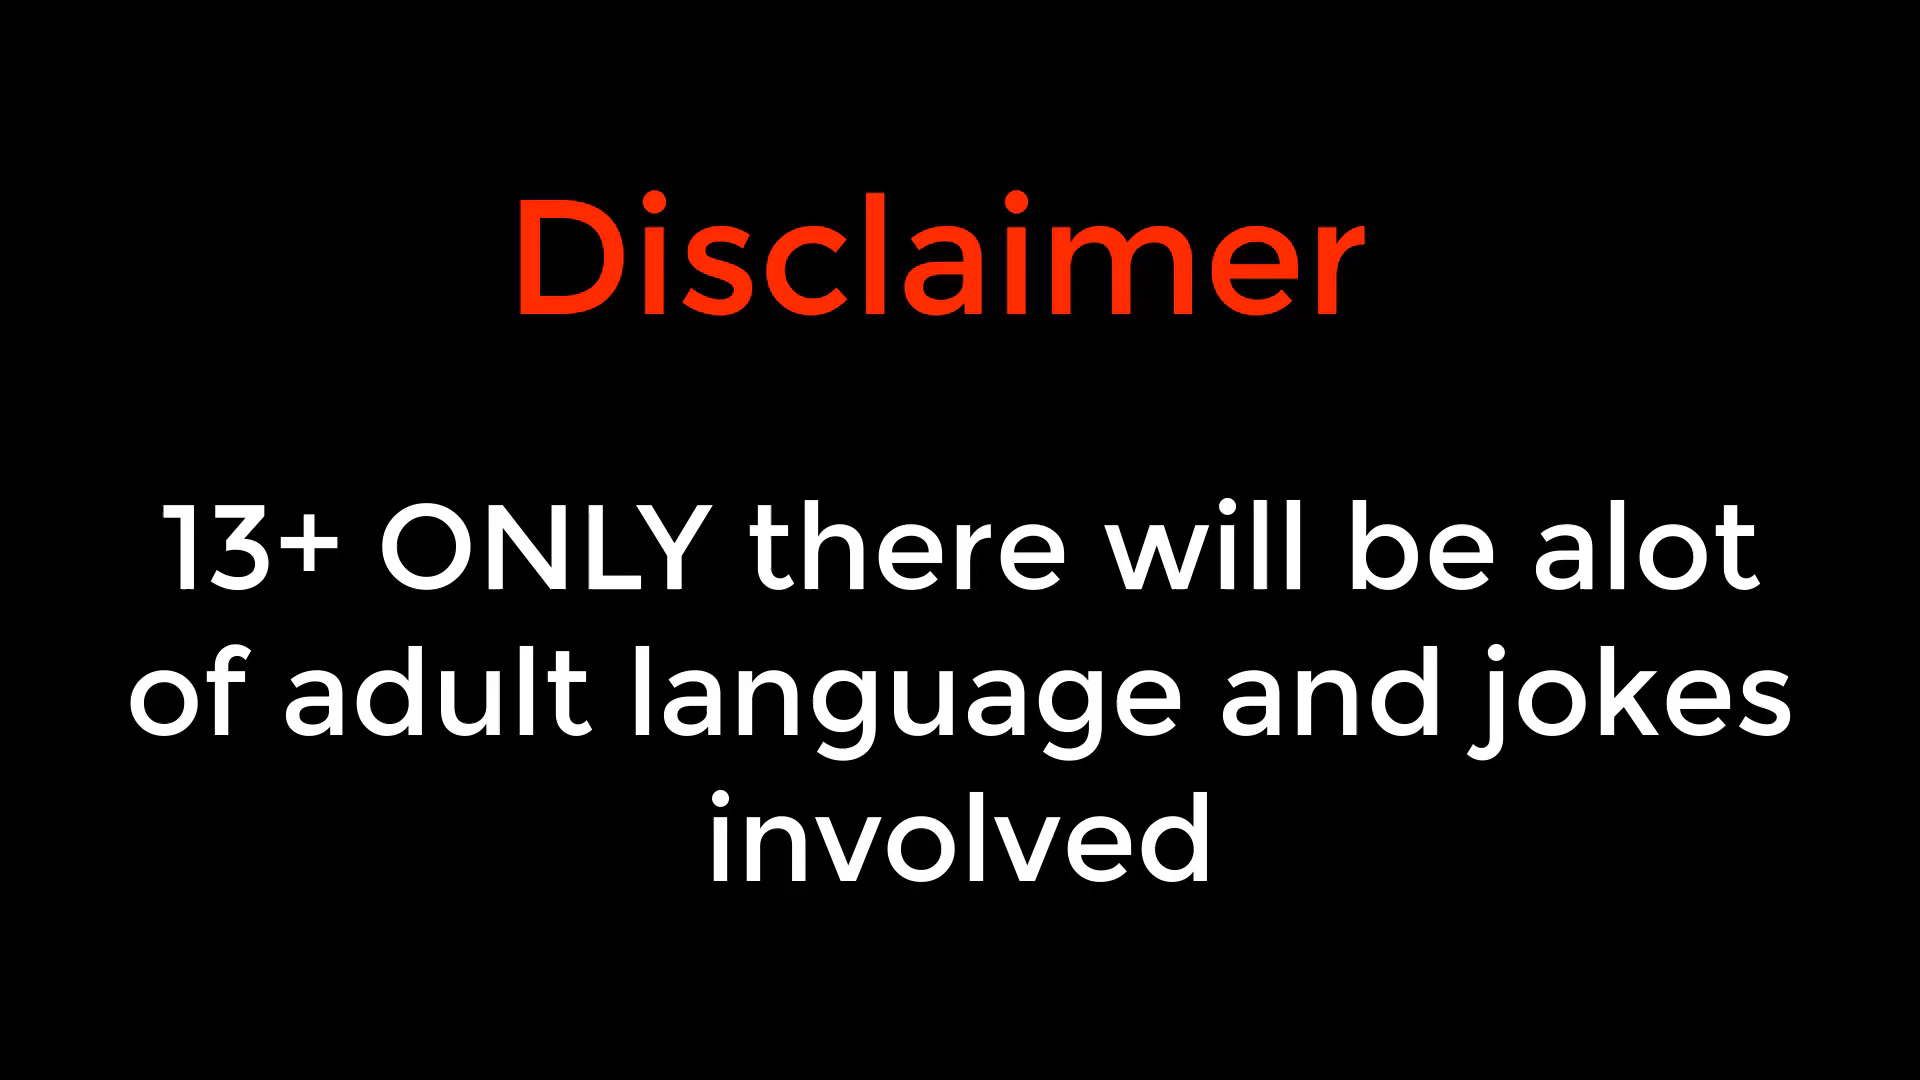 Disclaimer
13+ ONLY there will be alot
of adult language and jokes
involved